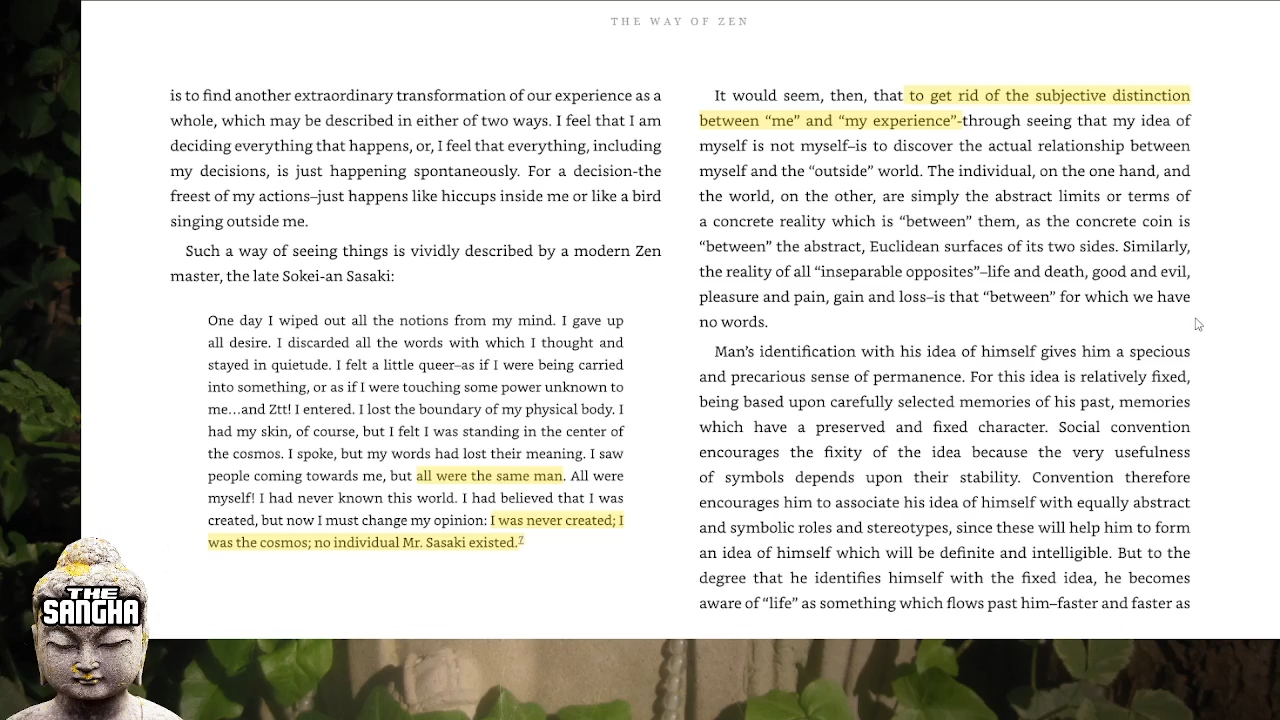 THE WAY OF ZEN
is to find another extraordinary transformation of our experience as a
whole, which may be described in either of two ways. I feel that I am
deciding everything that happens, or, I feel that everything, including
my decisions, is just happening spontaneously. For a decision-the
freest of my actions–just happens like hiccups inside me or like a bird
singing outside me.
Such a way of seeing things is vividly described by a modern Zen
master, the late Sokei-an Sasaki:
One day I wiped out all the notions from my mind. I gave up
all desire. I discarded all the words with which I thought and
stayed in quietude. I felt a little queer–as if I were being carried
into something, or as if I were touching some power unknown to
me…and Ztt! I entered. I lost the boundary of my physical body. I
had my skin, of course, but I felt I was standing in the center of
the cosmos. I spoke, but my words had lost their meaning. I saw
people coming towards me, but all were the same man. All were
myself! I had never known this world. I had believed that I was
created, but now I must change my opinion: I was never created; I
was the cosmos; no individual Mr. Sasaki existed.7
It would seem, then, that to get rid of the subjective distinction
between “me” and “my experience”-through seeing that my idea of
myself is not myself–is to discover the actual relationship between
myself and the “outside” world. The individual, on the one hand, and
the world, on the other, are simply the abstract limits or terms of
a concrete reality which is “between” them, as the concrete coin is
“between” the abstract, Euclidean surfaces of its two sides. Similarly,
the reality of all “inseparable opposites”–life and death, good and evil,
pleasure and pain, gain and loss–is that “between” for which we have
no words.
Man’s identification with his idea of himself gives him a specious
and precarious sense of permanence. For this idea is relatively fixed,
being based upon carefully selected memories of his past, memories
which have a preserved and fixed character. Social convention
encourages the fixity of the idea because the very usefulness
of symbols depends upon their stability. Convention therefore
encourages him to associate his idea of himself with equally abstract
and symbolic roles and stereotypes, since these will help him to form
an idea of himself which will be definite and intelligible. But to the
degree that he identifies himself with the fixed idea, he becomes
aware of “life” as something which flows past him–faster and faster as
THE
SANGHA